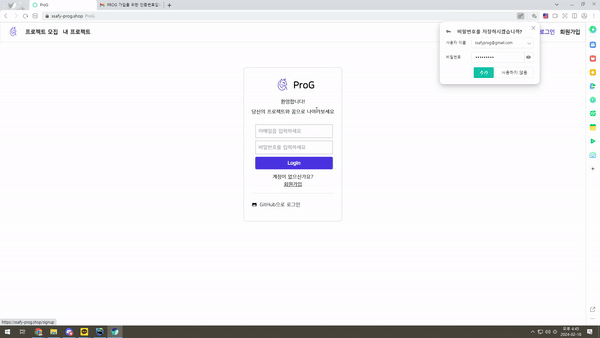 ProG
PROG 가입을 위한 인증번호입니
ssafy-prog.shop ProG
프로젝트 모집 내 프로젝트
로그인 회원가입
비밀번호를 저장하시겠습니까?
사용자 이름 ssafyprog@gmail.com
비밀번호 •••••••••
추가 사용하지 않음
ProG
환영합니다!
당신의 프로젝트와 꿈으로 나아가보세요
이메일을 입력하세요
비밀번호를 입력하세요
Login
계정이 없으신가요?
회원가입
GitHub으로 로그인
https://ssafy-prog.shop/signup
2024-02-16